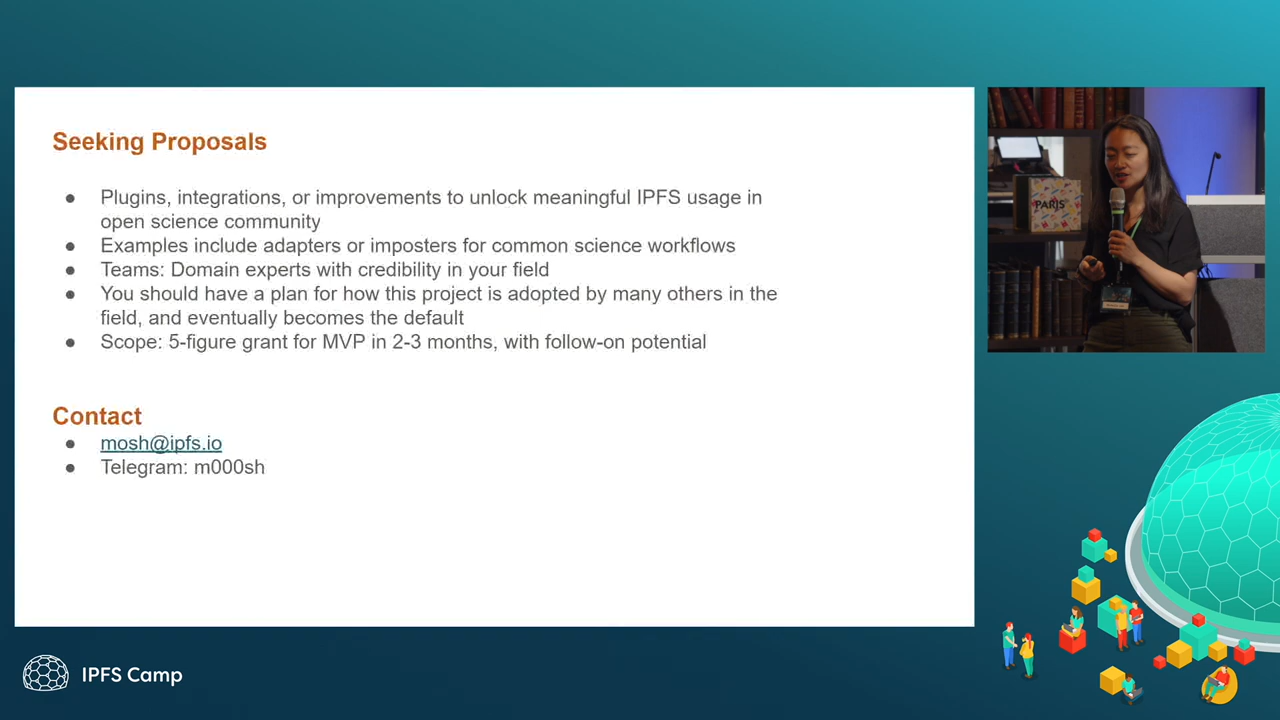 Seeking Proposals
● Plugins, integrations, or improvements to unlock meaningful IPFS usage in
open science community
● Examples include adapters or imposters for common science workflows
● Teams: Domain experts with credibility in your field
● You should have a plan for how this project is adopted by many others in the
field, and eventually becomes the default
● Scope: 5-figure grant for MVP in 2-3 months, with follow-on potential
Contact
● mosh@ipfs.io
● Telegram: m000sh
PARIS
IPFS Camp